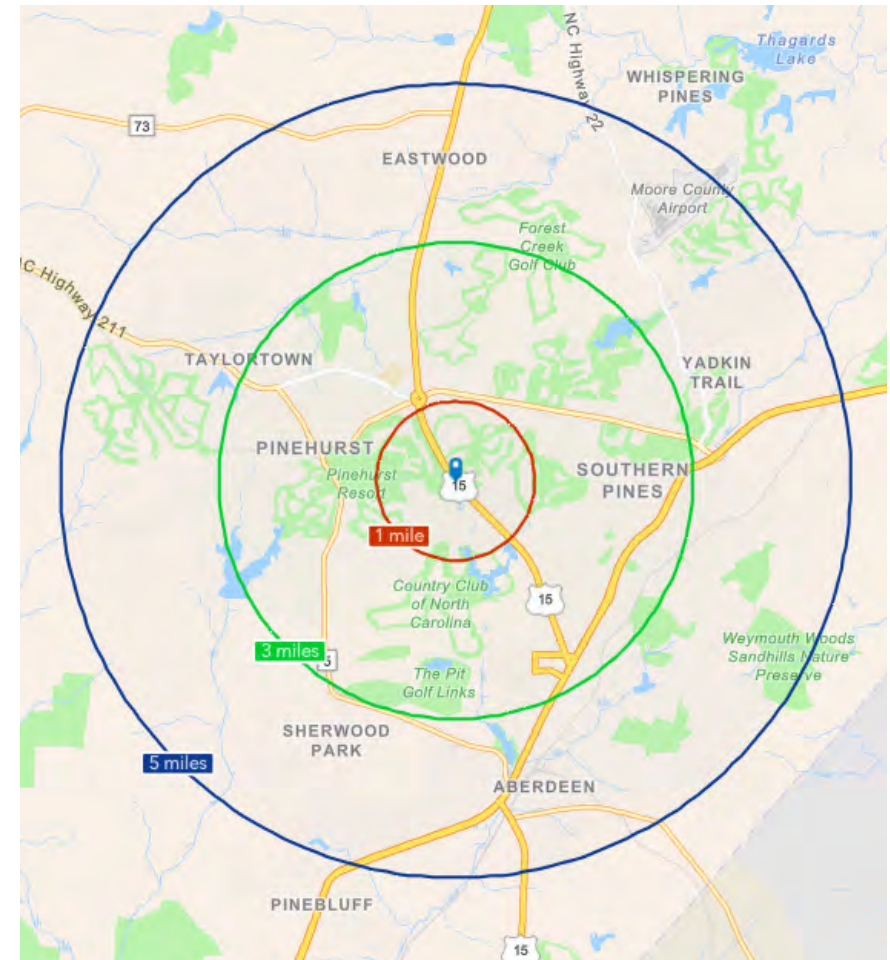 Thagards
Lake
NC Highway 22
WHISPERING
PINES
73
EASTWOOD
Moore County
Airport
Forest
Creek
Golf Club
NC Highway 211
TAYLORTOWN
YADKIN
TRAIL
PINEHURST
Pinehurst
Resort
15
SOUTHERN
PINES
1 mile
Country Club
of North
Carolina
15
3 miles
5
The Pit
Golf Links
Weymouth Woods
Sandhills Nature
Preserve
SHERWOOD
PARK
5 miles
ABERDEEN
PINEBLUFF
15